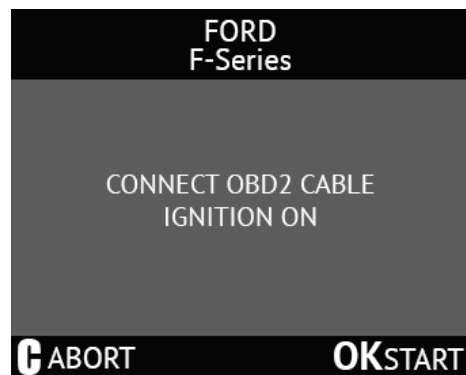 FORD
F-Series
CONNECT OBD2 CABLE
IGNITION ON
C ABORT
OK START